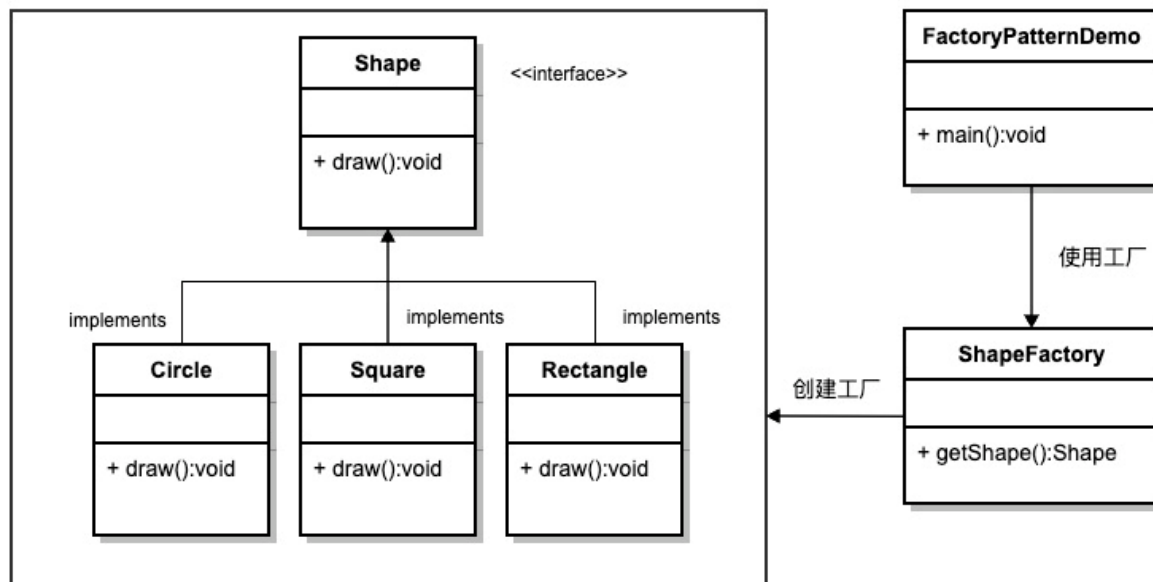 Shape
<<interface>>
+ draw():void
implements
implements
implements
Circle
+ draw():void
Square
+ draw():void
Rectangle
+ draw():void
FactoryPatternDemo
+ main():void
使用工厂
ShapeFactory
+ getShape():Shape
创建工厂